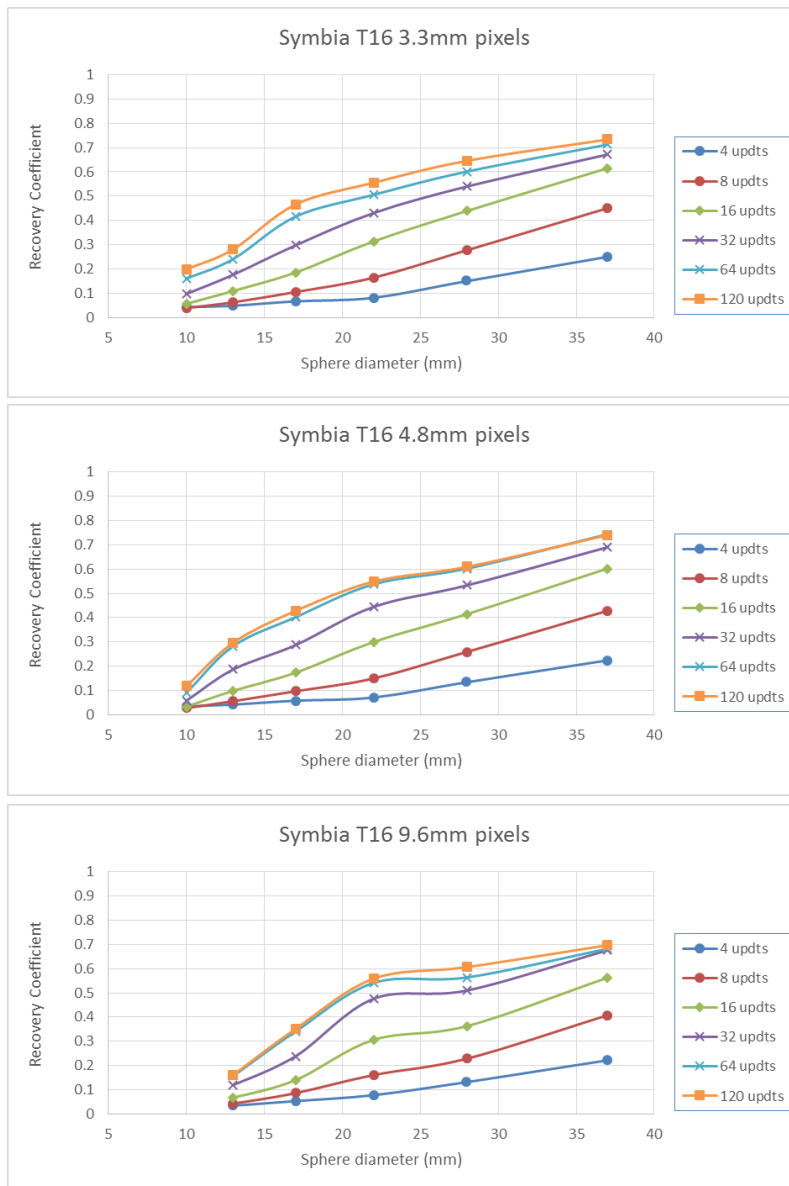 Symbia T16 3.3mm pixels
1
0.9
0.8
0.7
0.6
0.5
0.4
0.3
0.2
0.1
0
Recovery Coefficient
5 10 15 20 25 30 35 40
Sphere diameter (mm)
4 updts
8 updts
16 updts
32 updts
64 updts
120 updts
Symbia T16 4.8mm pixels
1
0.9
0.8
0.7
0.6
0.5
0.4
0.3
0.2
0.1
0
Recovery Coefficient
5 10 15 20 25 30 35 40
Sphere diameter (mm)
4 updts
8 updts
16 updts
32 updts
64 updts
120 updts
Symbia T16 9.6mm pixels
1
0.9
0.8
0.7
0.6
0.5
0.4
0.3
0.2
0.1
0
Recovery Coefficient
5 10 15 20 25 30 35 40
Sphere diameter (mm)
4 updts
8 updts
16 updts
32 updts
64 updts
120 updts